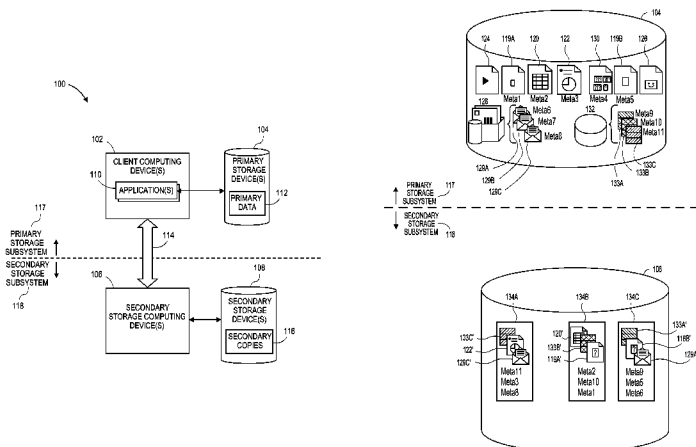 100
102
CLIENT COMPUTING
DEVICE(S)
110
APPLICATION(S)
104
PRIMARY
STORAGE
DEVICE(S)
112
PRIMARY
DATA
117
PRIMARY
STORAGE
SUBSYSTEM
SECONDARY
STORAGE
SUBSYSTEM
118
114
106
SECONDARY
STORAGE COMPUTING
DEVICE(S)
108
SECONDARY
STORAGE
DEVICE(S)
116
SECONDARY
COPIES
104
124
119A
120
122
130
119B
126
Meta1
Meta2
Meta3
Meta4
Meta5
128
Meta6
Meta7
Meta8
132
Meta9
Meta10
Meta11
129A
129B
129C
133A
133B
133C
PRIMARY
STORAGE
SUBSYSTEM
117
SECONDARY
STORAGE
SUBSYSTEM
118
108
134A
134B
134C
133C'
122'
129C'
Meta11
Meta3
Meta8
120'
133B'
119A'
Meta2
Meta10
Meta1
133A'
129A'
Meta9
Meta5
Meta6